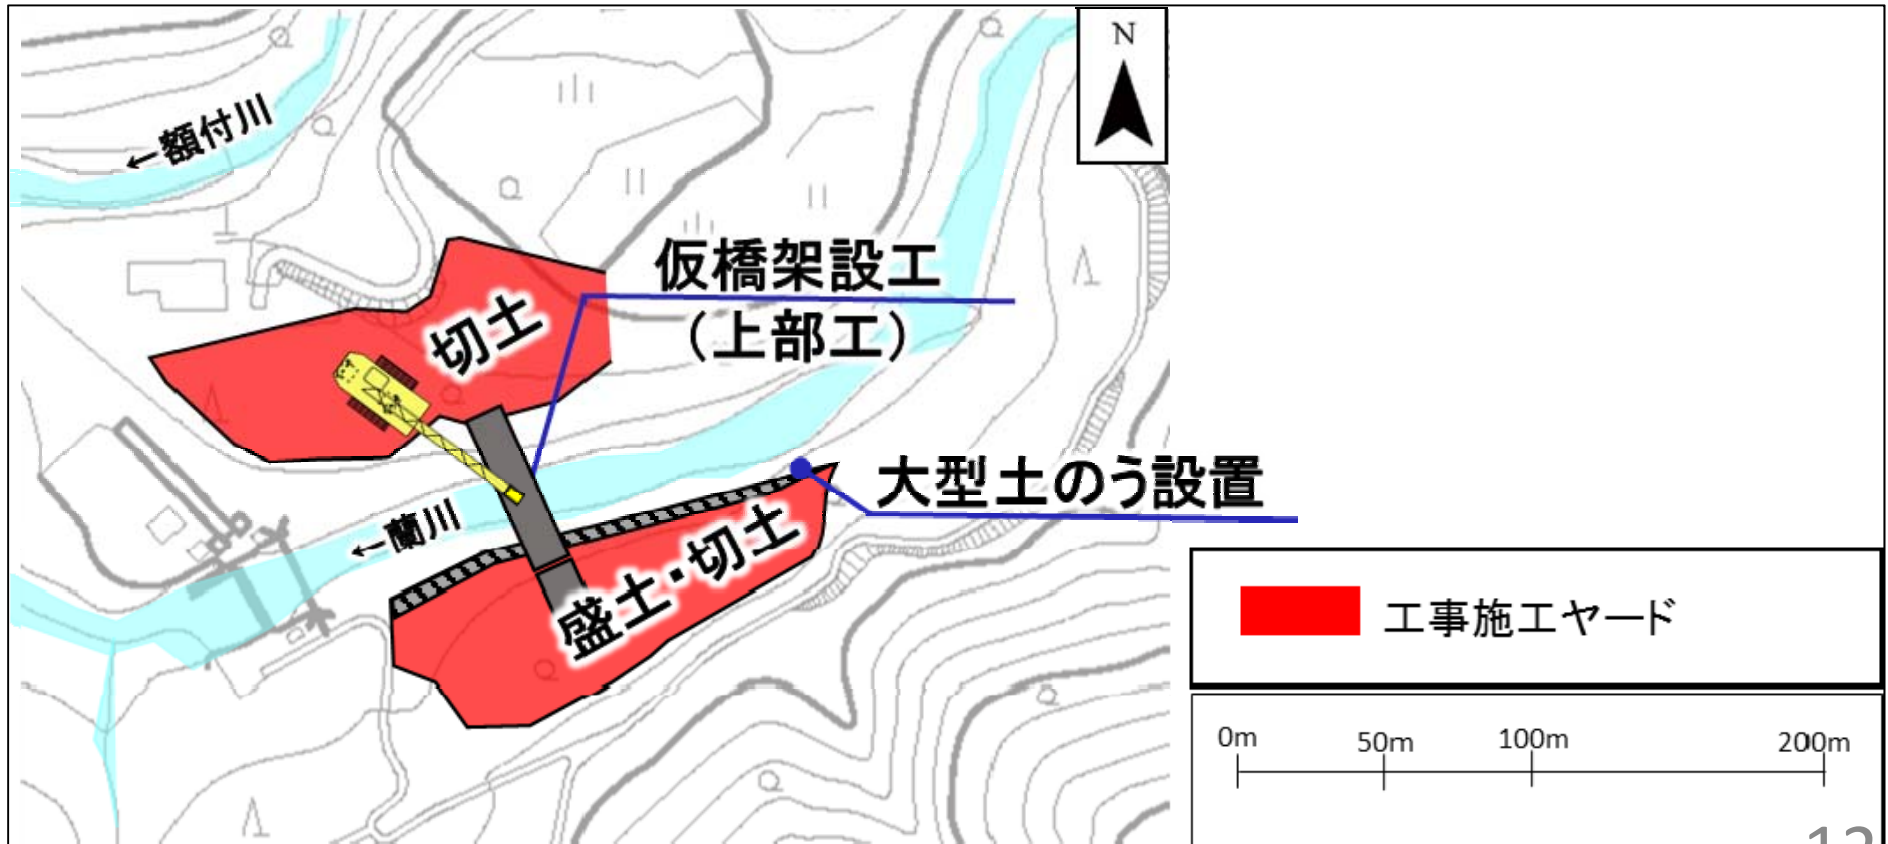 N
←額付川
仮橋架設工
（上部工）
切土
大型土のう設置
←蘭川
盛土・切土
工事施工ヤード
0m 50m 100m 200m